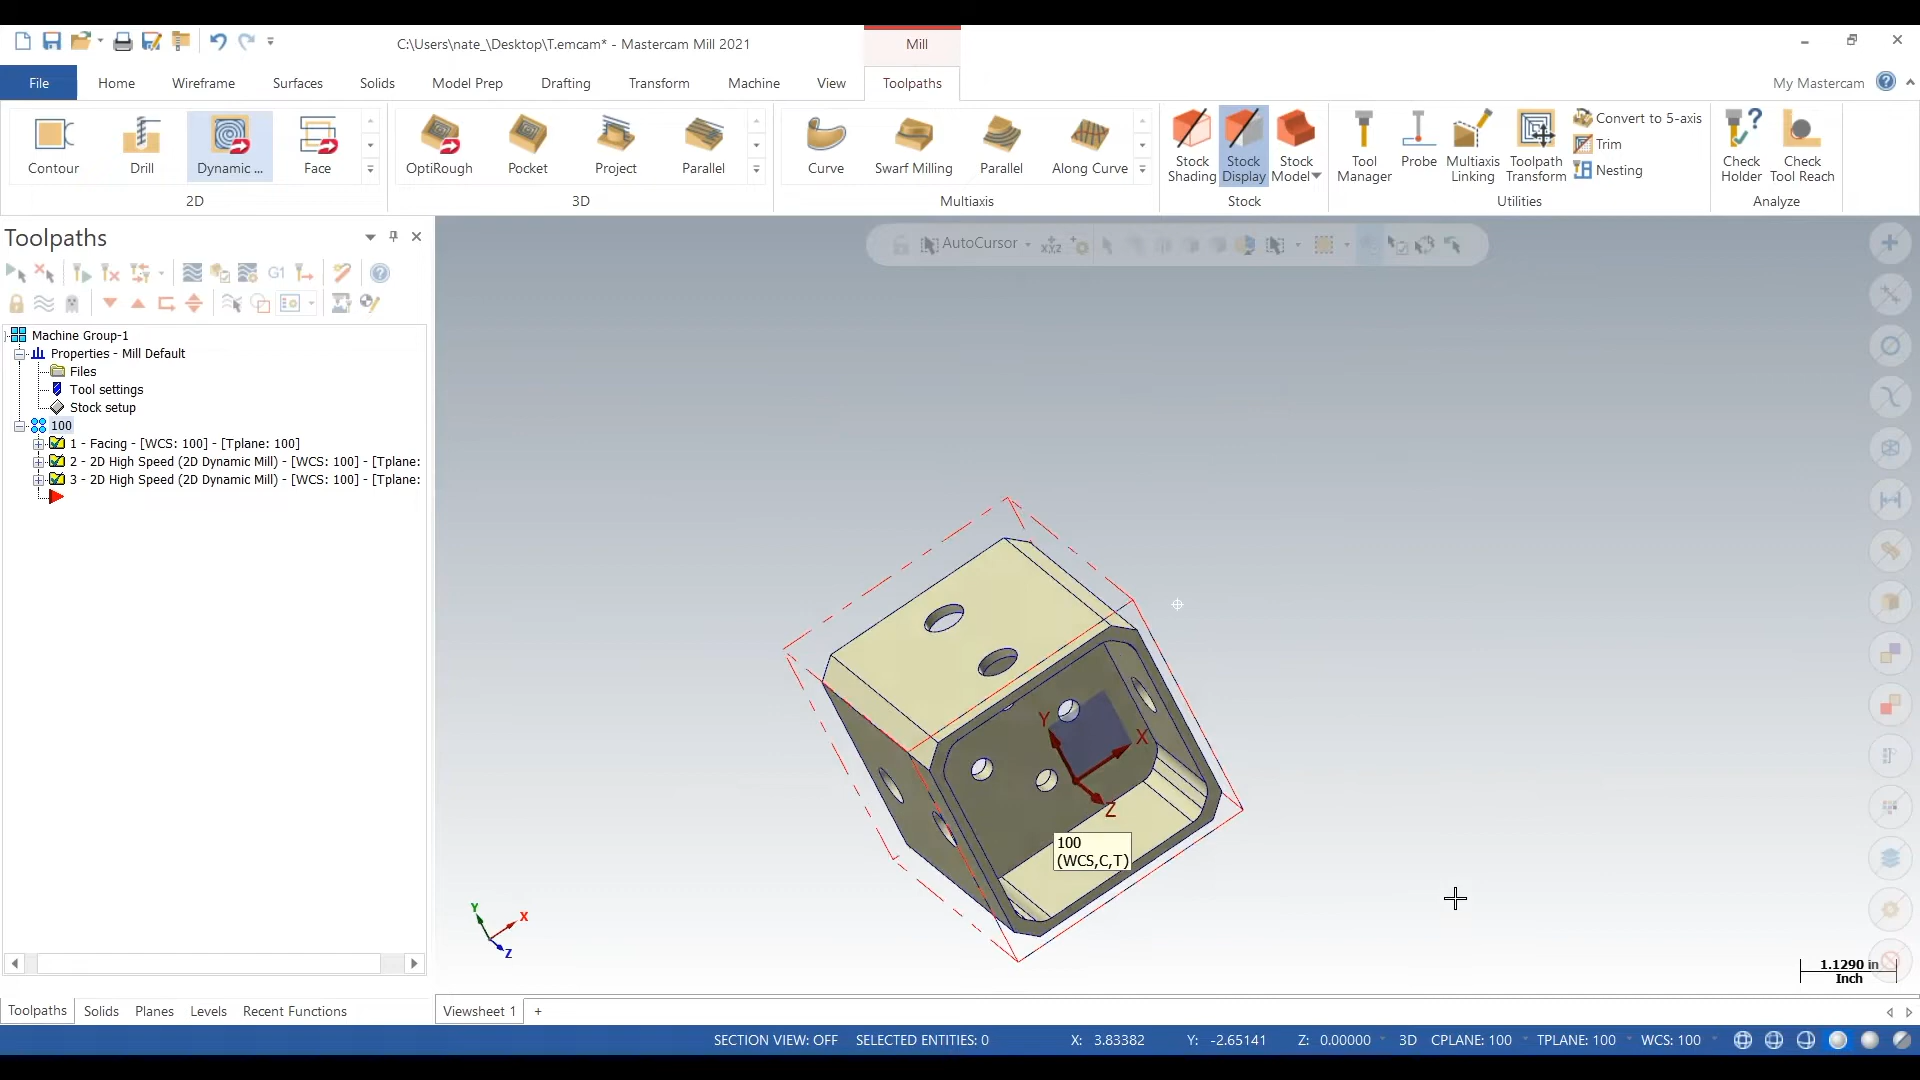 C:\Users\nate_\Desktop\T.emcam* - Mastercam Mill 2021
Mill
File
Home
Wireframe
Surfaces
Solids
Model Prep
Drafting
Transform
Machine
View
Toolpaths
My Mastercam
Contour
Drill
Dynamic ...
Face
2D
OptiRough
Pocket
Project
Parallel
3D
Curve
Swarf Milling
Parallel
Along Curve
Multiaxis
Stock
Shading
Stock
Display
Stock
Model
Stock
Tool
Manager
Probe
Multiaxis
Linking
Toolpath
Transform
Convert to 5-axis
Trim
Nesting
Utilities
Check
Holder
Check
Tool Reach
Analyze
Toolpaths
G1
AutoCursor
xyz
Machine Group-1
Properties - Mill Default
Files
Tool settings
Stock setup
100
1 - Facing - [WCS: 100] - [Tplane: 100]
2 - 2D High Speed (2D Dynamic Mill) - [WCS: 100] - [Tplane:
3 - 2D High Speed (2D Dynamic Mill) - [WCS: 100] - [Tplane:
Y
X
Z
100
(WCS,C,T)
Y
X
Z
1.1290 in
Inch
Toolpaths
Solids
Planes
Levels
Recent Functions
Viewsheet 1
+
SECTION VIEW: OFF
SELECTED ENTITIES: 0
X: 3.83382
Y: -2.65141
Z: 0.00000
3D
CPLANE: 100
TPLANE: 100
WCS: 100